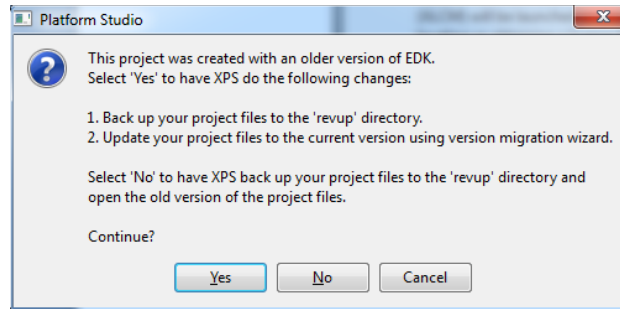 Platform Studio
This project was created with an older version of EDK.
Select 'Yes' to have XPS do the following changes:
1. Back up your project files to the 'revup' directory.
2. Update your project files to the current version using version migration wizard.
Select 'No' to have XPS back up your project files to the 'revup' directory and
open the old version of the project files.
Continue?
Yes No Cancel